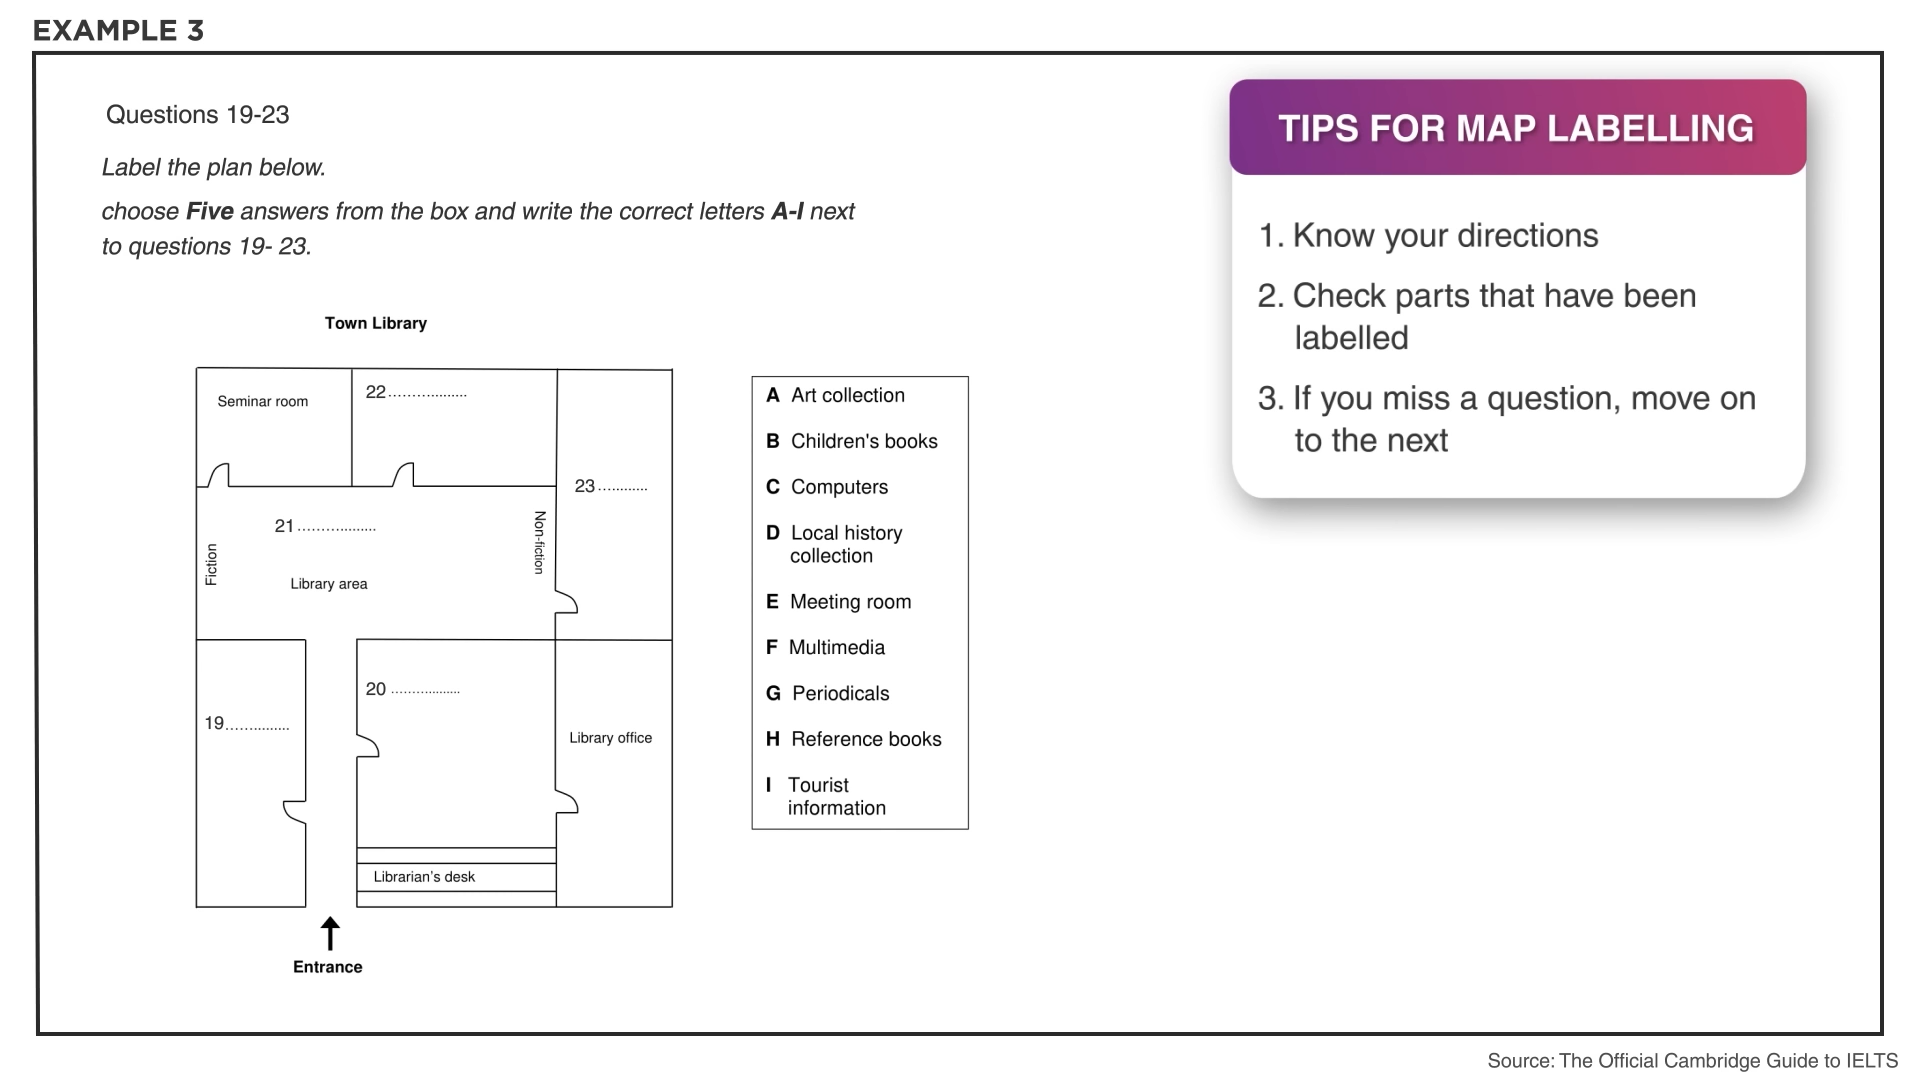 EXAMPLE 3
Questions 19-23
Label the plan below.
choose Five answers from the box and write the correct letters A-I next
to questions 19- 23.
Town Library
Seminar room
22..................
23............
21..................
Non-fiction
Fiction
Library area
20..................
19...............
Library office
Librarian's desk
Entrance
A Art collection
B Children's books
C Computers
D Local history
collection
E Meeting room
F Multimedia
G Periodicals
H Reference books
I Tourist
information
TIPS FOR MAP LABELLING
1. Know your directions
2. Check parts that have been
labelled
3. If you miss a question, move on
to the next
Source: The Official Cambridge Guide to IELTS